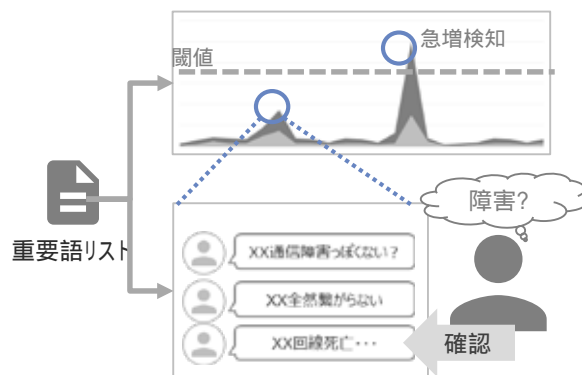 急増検知
閾値
重要語リスト
障害?
XX通信障害っぽくない?
XX全然繋がらない
XX回線死亡・・・
確認